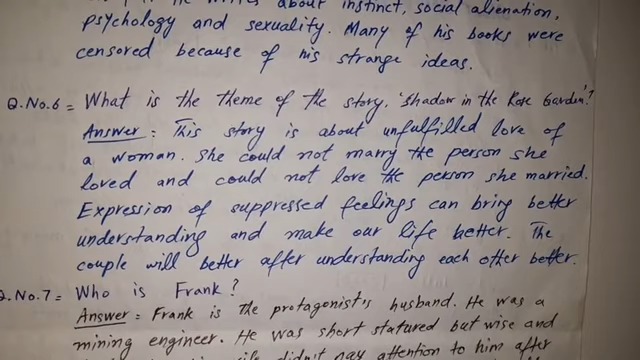 about instinct, social alienation,
psychology and sexuality. Many of his books were
censored because of his strange ideas.
Q.No.6 = What is the theme of the story, 'Shadow in the Rose Garden'?
Answer : This story is about unfulfilled love of
a woman. She could not marry the person she
loved and could not love the person she married.
Expression of suppressed feelings can bring better
understanding and make our life better. The
couple will better after understanding each other better.
Q.No.7 = Who is Frank?
Answer = Frank is the protagonist's husband. He was a
mining engineer. He was short statured but wise and
didn't pay attention to him after